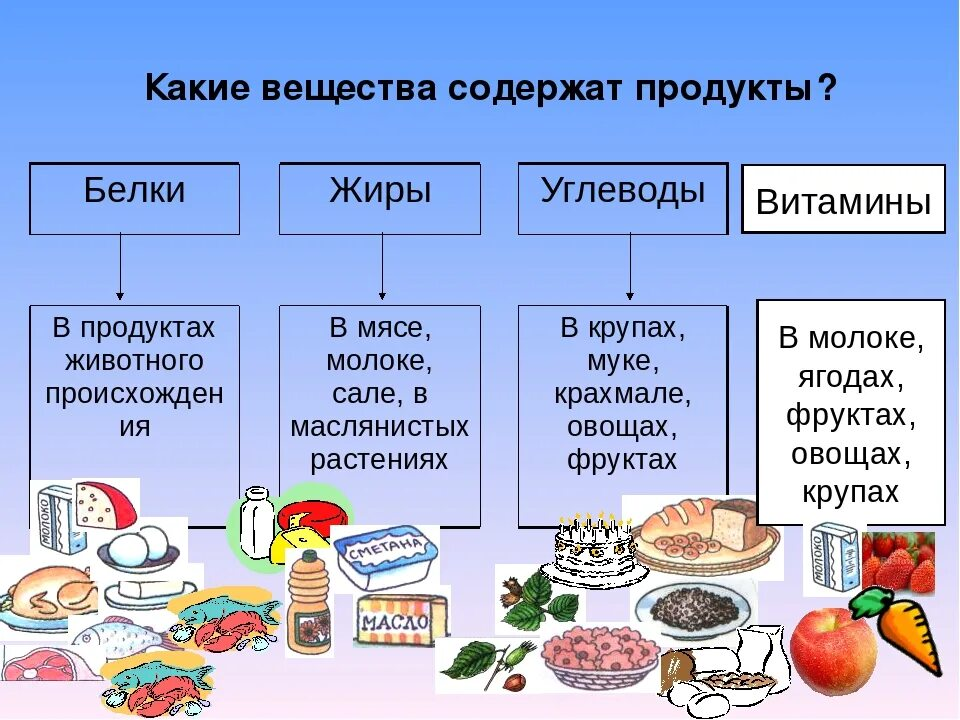 Какие вещества содержат продукты?
Белки
Жиры
Углеводы
Витамины
В продуктах
животного
происхожден
ия
В мясе,
молоке,
сале, в
маслянистых
растениях
В крупах,
муке,
крахмале,
овощах,
фруктах
В молоке,
ягодах,
фруктах,
овощах,
крупах
МОЛОКО
СМЕТАНА
МАСЛО
МОЛОКО